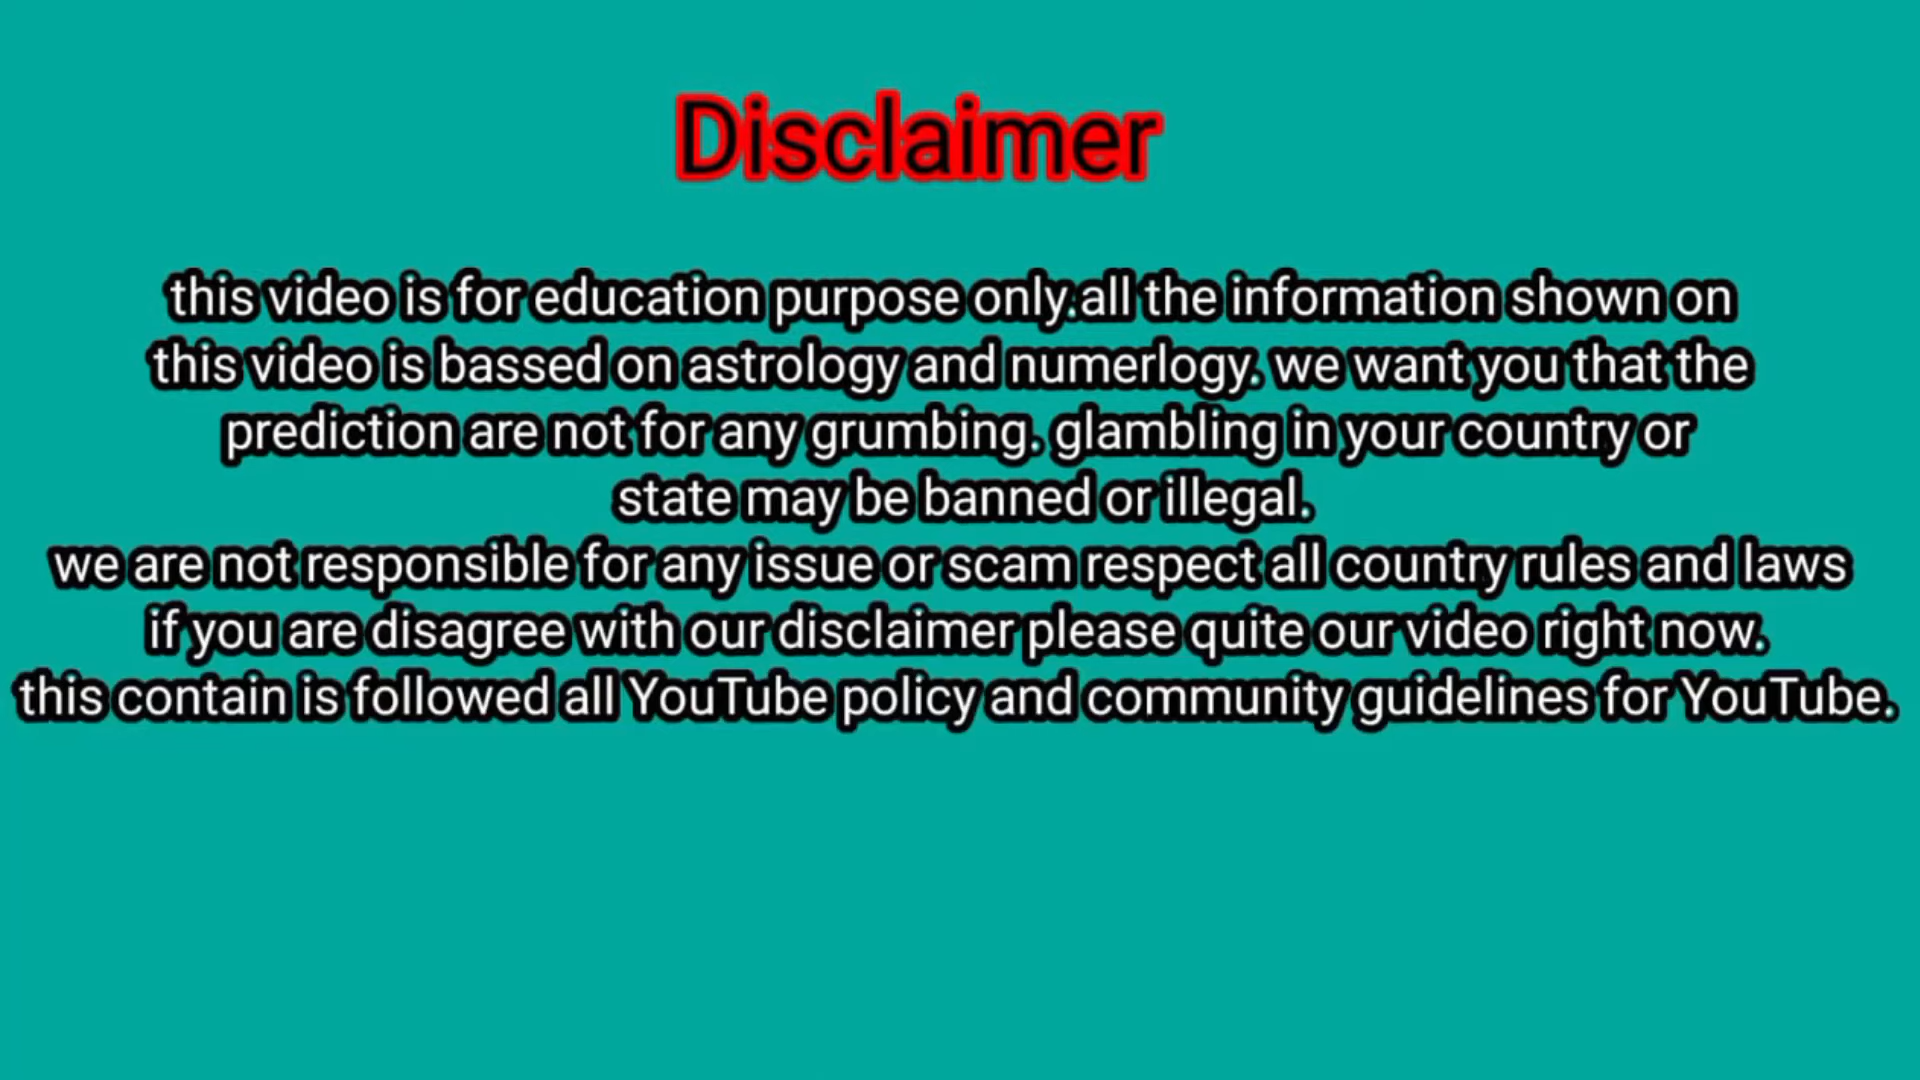 Disclaimer
this video is for education purpose only.all the information shown on
this video is bassed on astrology and numerlogy. we want you that the
prediction are not for any grumbing. glambling in your country or
state may be banned or illegal.
we are not responsible for any issue or scam respect all country rules and laws
if you are disagree with our disclaimer please quite our video right now.
this contain is followed all YouTube policy and community guidelines for YouTube.